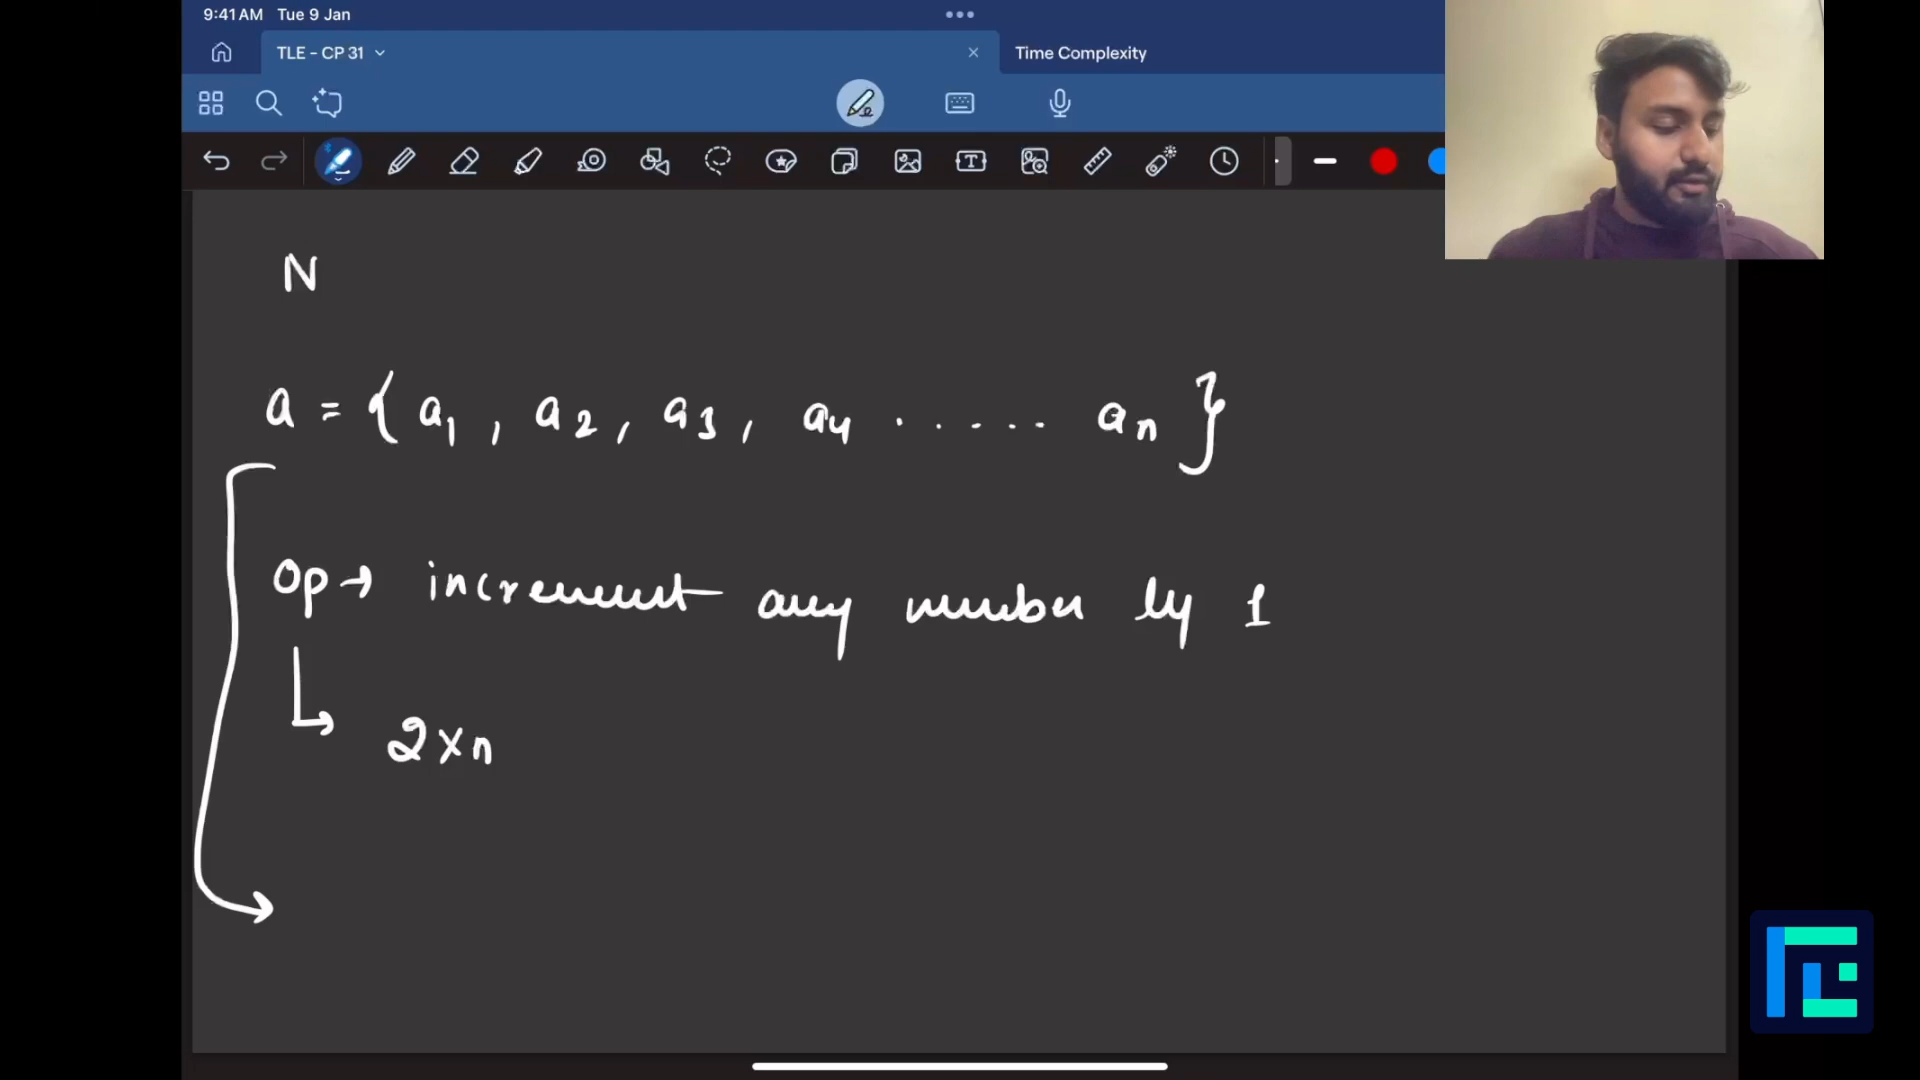 9:41 AM Tue 9 Jan
TLE - CP 31
Time Complexity
N
a = { a1 , a2 , a3 , a4 . . . . . . an }
Op → increment any number by 1
2xn